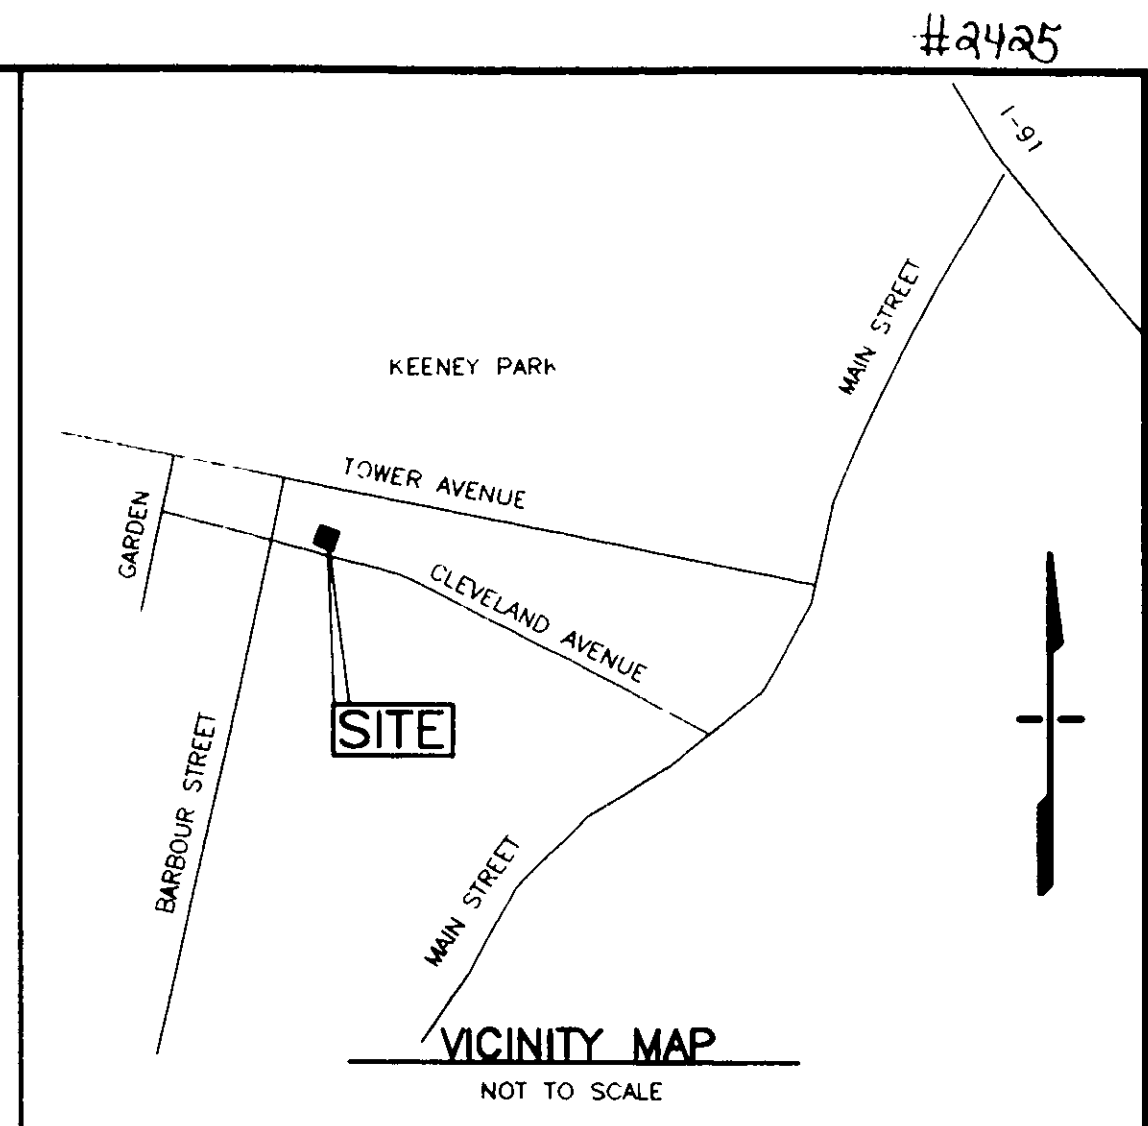 #2425
I-91
MAIN STREET
KEENEY PARK
TOWER AVENUE
GARDEN
CLEVELAND AVENUE
SITE
BARBOUR STREET
MAIN STREET
VICINITY MAP
NOT TO SCALE